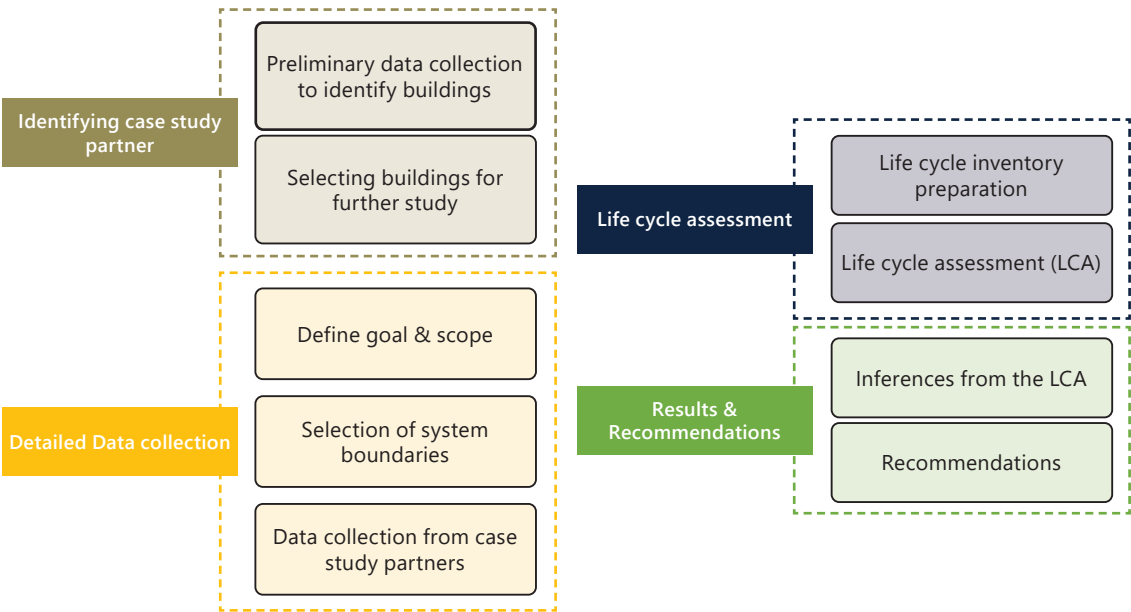 Identifying case study
partner
Preliminary data collection
to identify buildings
Selecting buildings for
further study
Detailed Data collection
Define goal & scope
Selection of system
boundaries
Data collection from case
study partners
Life cycle assessment
Life cycle inventory
preparation
Life cycle assessment (LCA)
Results &
Recommendations
Inferences from the LCA
Recommendations